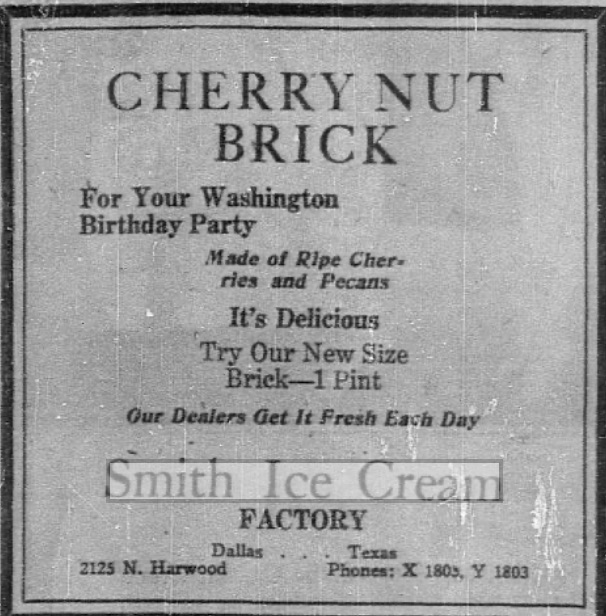 CHERRY NUT
BRICK
For Your Washington
Birthday Party
Made of Ripe Cher-
ries and Pecans
It's Delicious
Try Our New Size
Brick—1 Pint
Our Dealers Get It Fresh Each Day
Smith Ice Cream
FACTORY
Dallas . . . Texas
2125 N. Harwood Phones: X 1803, Y 1803